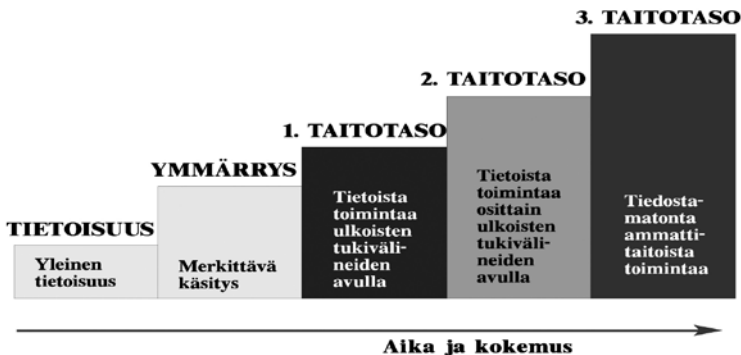 TIETOISUUS
Yleinen
tietoisuus
YMMÄRRYS
Merkittävä
käsitys
1. TAITOTASO
Tietoista
toimintaa
ulkoisten
tukiväli-
neiden
avulla
2. TAITOTASO
Tietoista
toimintaa
osittain
ulkoisten
tukiväli-
neiden
avulla
3. TAITOTASO
Tiedosta-
matonta
ammatti-
taitoista
toimintaa
Aika ja kokemus